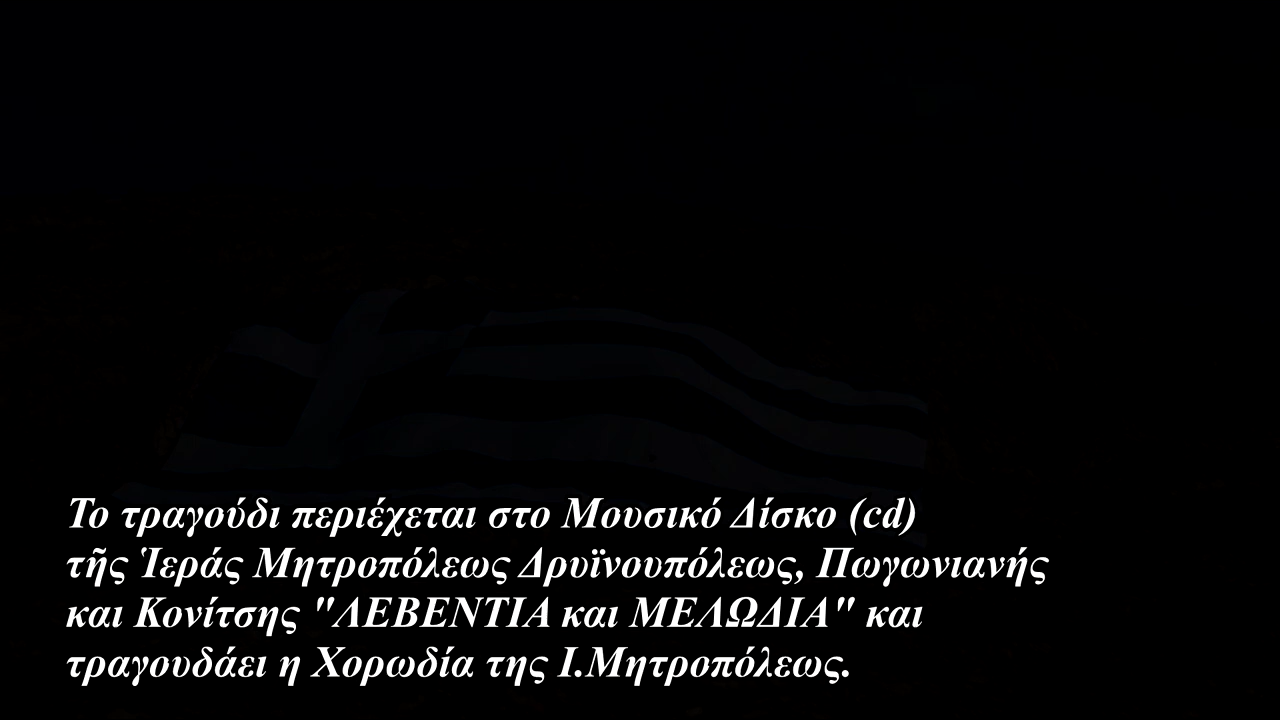 Το τραγούδι περιέχεται στο Μουσικό Δίσκο (cd)
τῆς Ἱεράς Μητροπόλεως Δρυϊνουπόλεως, Πωγωνιανής
και Κονίτσης "ΛΕΒΕΝΤΙΑ και ΜΕΛΩΔΙΑ" και
τραγουδάει η Χορωδία της Ι.Μητροπόλεως.